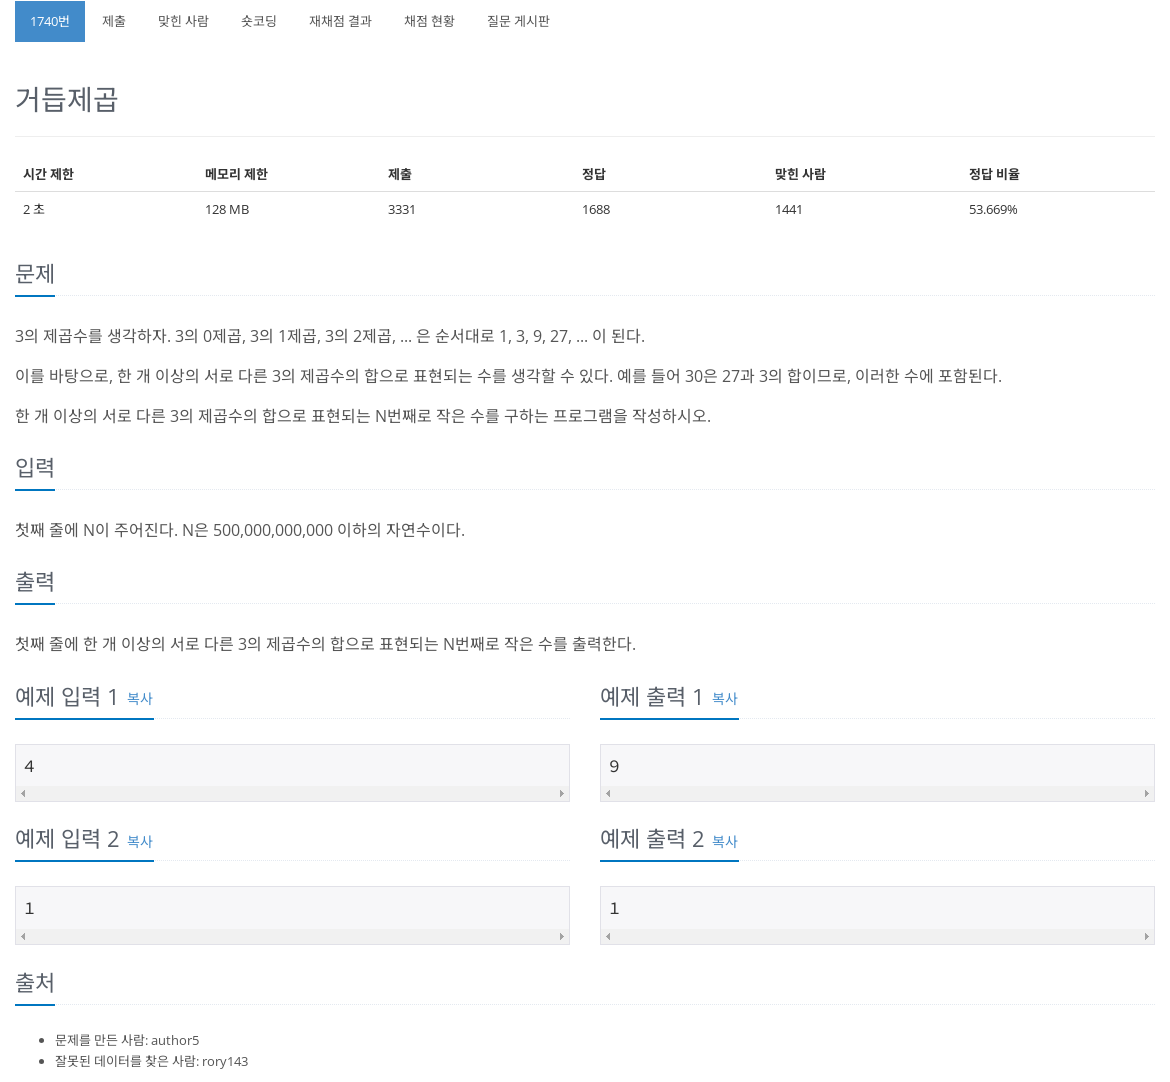 1740번 제출 맞힌 사람 숏코딩 재채점 결과 채점 현황 질문 게시판
거듭제곱
시간 제한 메모리 제한 제출 정답 맞힌 사람 정답 비율
2 초 128 MB 3331 1688 1441 53.669%
문제
3의 제곱수를 생각하자. 3의 0제곱, 3의 1제곱, 3의 2제곱, ... 은 순서대로 1, 3, 9, 27, ... 이 된다.
이를 바탕으로, 한 개 이상의 서로 다른 3의 제곱수의 합으로 표현되는 수를 생각할 수 있다. 예를 들어 30은 27과 3의 합이므로, 이러한 수에 포함된다.
한 개 이상의 서로 다른 3의 제곱수의 합으로 표현되는 N번째로 작은 수를 구하는 프로그램을 작성하시오.
입력
첫째 줄에 N이 주어진다. N은 500,000,000,000 이하의 자연수이다.
출력
첫째 줄에 한 개 이상의 서로 다른 3의 제곱수의 합으로 표현되는 N번째로 작은 수를 출력한다.
예제 입력 1 복사 예제 출력 1 복사
4 9
예제 입력 2 복사 예제 출력 2 복사
1 1
출처
문제를 만든 사람: author5
잘못된 데이터를 찾은 사람: rory143